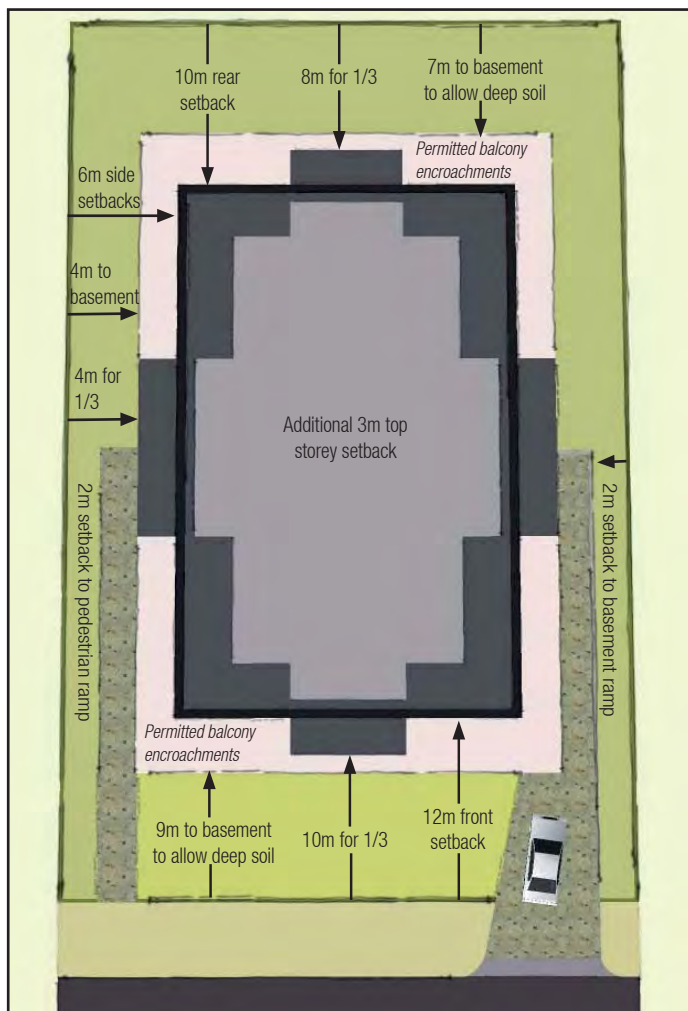 10m rear
setback
8m for 1/3
7m to basement
to allow deep soil
Permitted balcony
encroachments
6m side
setbacks
4m to
basement
4m for
1/3
Additional 3m top
storey setback
2m setback to pedestrian ramp
2m setback to basement ramp
Permitted balcony
encroachments
9m to basement
to allow deep soil
10m for 1/3
12m front
setback